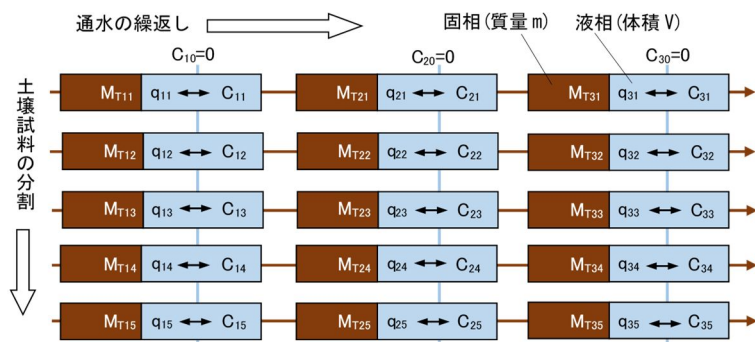 通水の繰返し
固相(質量 m)
液相(体積 V)
C10=0
C20=0
C30=0
土壌試料の分割
MT11 q11 C11 MT21 q21 C21 MT31 q31 C31
MT12 q12 C12 MT22 q22 C22 MT32 q32 C32
MT13 q13 C13 MT23 q23 C23 MT33 q33 C33
MT14 q14 C14 MT24 q24 C24 MT34 q34 C34
MT15 q15 C15 MT25 q25 C25 MT35 q35 C35